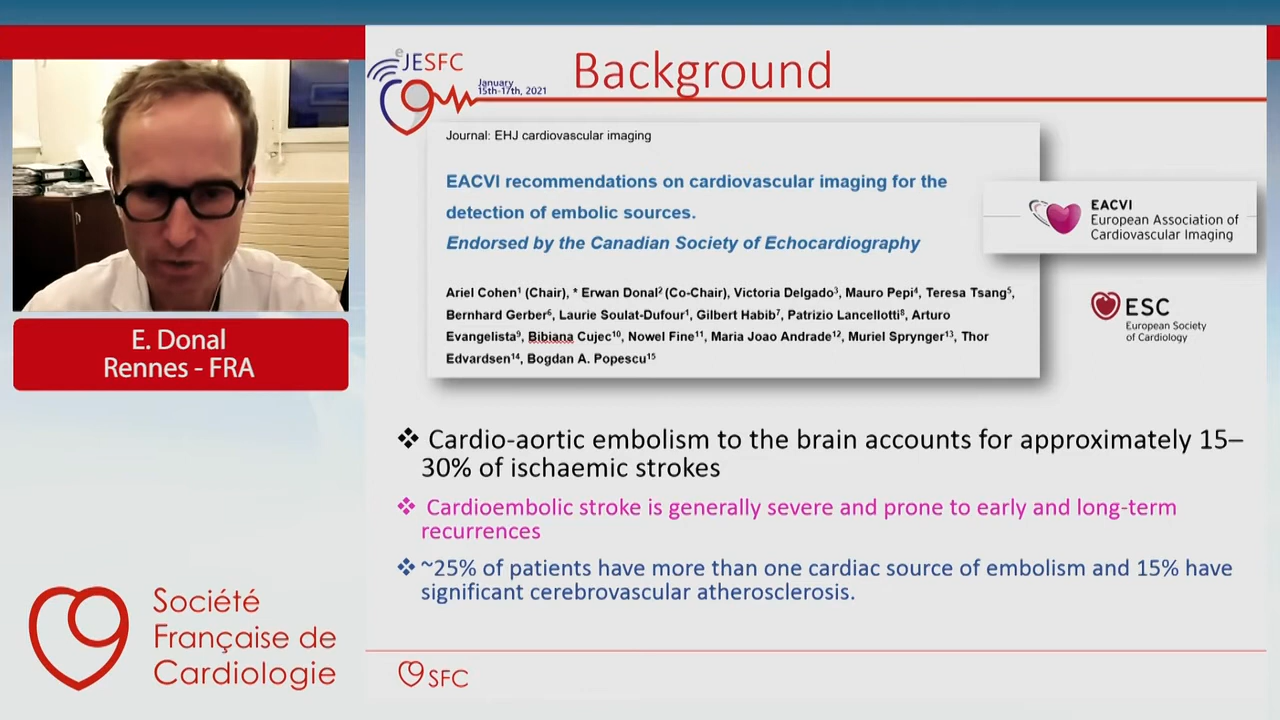 eJESFC
January
15th-17th, 2021
Background
Journal: EHJ cardiovascular imaging
EACVI recommendations on cardiovascular imaging for the
detection of embolic sources.
Endorsed by the Canadian Society of Echocardiography
Ariel Cohen¹ (Chair), * Erwan Donal² (Co-Chair), Victoria Delgado³, Mauro Pepi⁴, Teresa Tsang⁵,
Bernhard Gerber⁶, Laurie Soulat-Dufour¹, Gilbert Habib⁷, Patrizio Lancellotti⁸, Arturo
Evangelista⁹, Bibiana Cujec¹⁰, Nowel Fine¹¹, Maria Joao Andrade¹², Muriel Sprynger¹³, Thor
Edvardsen¹⁴, Bogdan A. Popescu¹⁵
EACVI
European Association of
Cardiovascular Imaging
ESC
European Society
of Cardiology
E. Donal
Rennes - FRA
❖ Cardio-aortic embolism to the brain accounts for approximately 15–
30% of ischaemic strokes
❖ Cardioembolic stroke is generally severe and prone to early and long-term
recurrences
❖ ~25% of patients have more than one cardiac source of embolism and 15% have
significant cerebrovascular atherosclerosis.
Société
Française de
Cardiologie
SFC